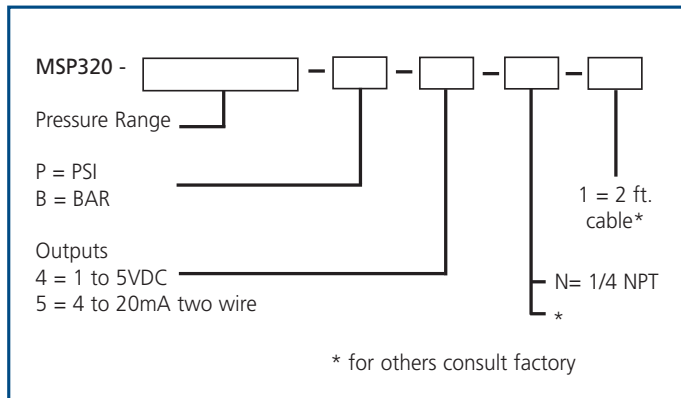 MSP320 -
Pressure Range
P = PSI
B = BAR
Outputs
4 = 1 to 5VDC
5 = 4 to 20mA two wire
1 = 2 ft.
cable*
N= 1/4 NPT
*
* for others consult factory